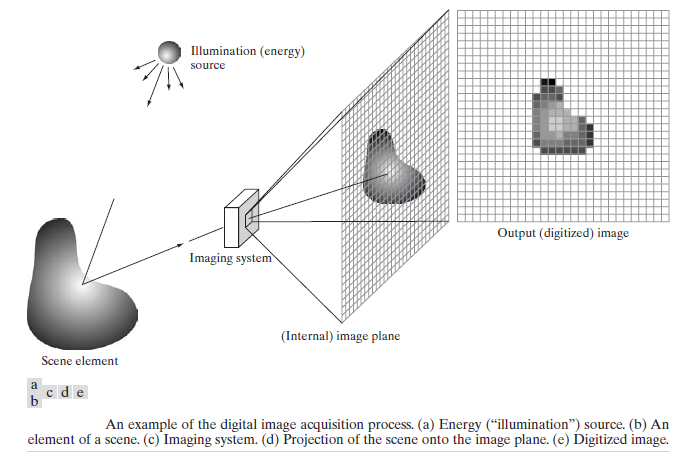 Illumination (energy)
source
Output (digitized) image
Imaging system
(Internal) image plane
Scene element
a
b
c d e
An example of the digital image acquisition process. (a) Energy (“illumination”) source. (b) An
element of a scene. (c) Imaging system. (d) Projection of the scene onto the image plane. (e) Digitized image.